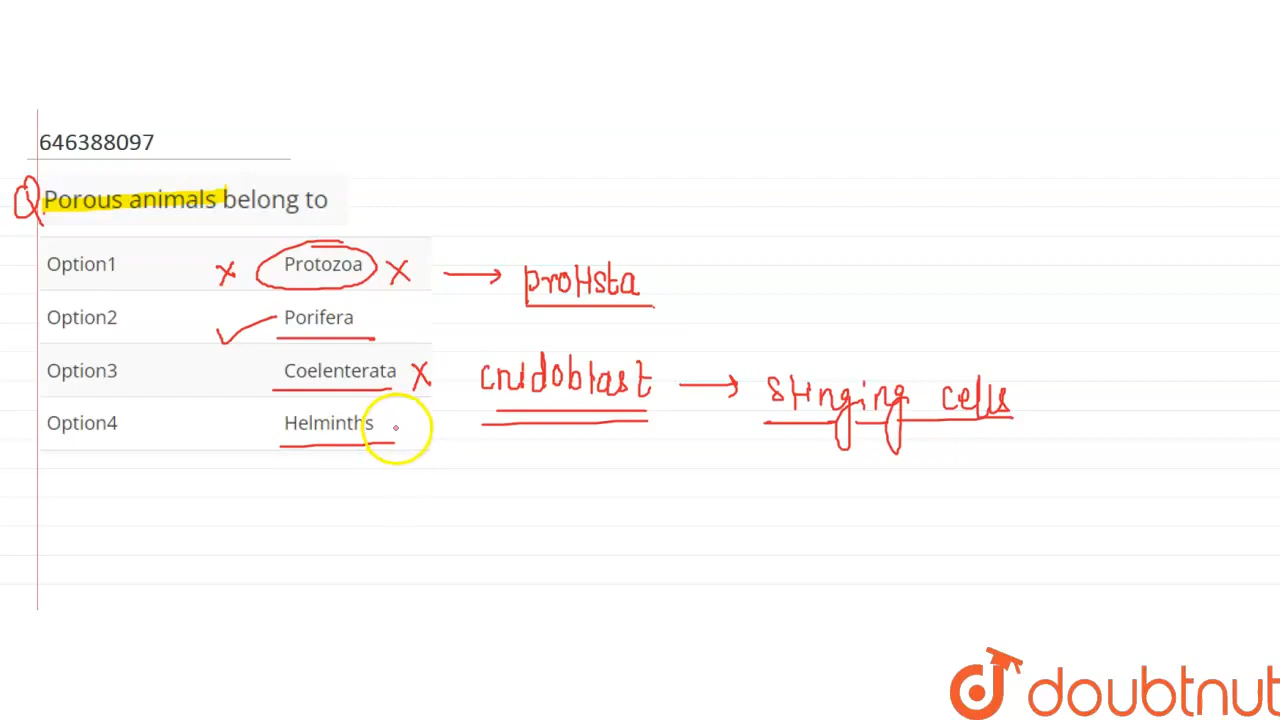 646388097
Q Porous animals belong to
Option1 x Protozoa x → protista
Option2 ✓ Porifera
Option3 Coelenterata x cnidoblast → stinging cells
Option4 Helminths
doubtnut